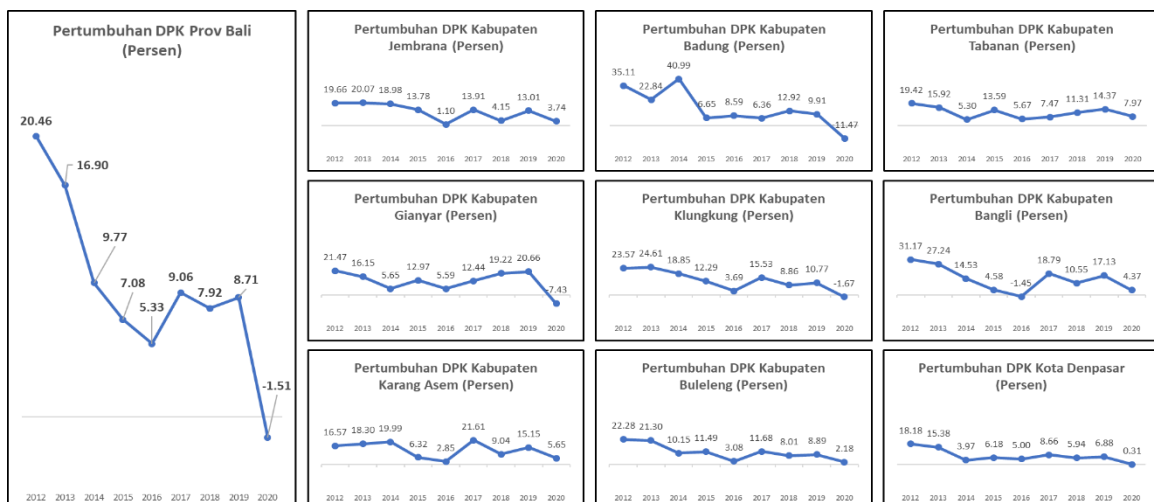 Pertumbuhan DPK Prov Bali
(Persen)
20.46
16.90
9.77
7.08
5.33
9.06
7.92
8.71
-1.51
2012 2013 2014 2015 2016 2017 2018 2019 2020
Pertumbuhan DPK Kabupaten
Jembrana (Persen)
19.66 20.07 18.98 13.78 1.10 13.91 4.15 13.01 3.74
2012 2013 2014 2015 2016 2017 2018 2019 2020
Pertumbuhan DPK Kabupaten
Badung (Persen)
35.11 22.84 40.99 6.65 8.59 6.36 12.92 9.91 -11.47
2012 2013 2014 2015 2016 2017 2018 2019 2020
Pertumbuhan DPK Kabupaten
Tabanan (Persen)
19.42 15.92 5.30 13.59 5.67 7.47 11.31 14.37 7.97
2012 2013 2014 2015 2016 2017 2018 2019 2020
Pertumbuhan DPK Kabupaten
Gianyar (Persen)
21.47 16.15 5.65 12.97 5.59 12.44 19.22 20.66 -7.43
2012 2013 2014 2015 2016 2017 2018 2019 2020
Pertumbuhan DPK Kabupaten
Klungkung (Persen)
23.57 24.61 18.85 12.29 3.69 15.53 8.86 10.77 -1.67
2012 2013 2014 2015 2016 2017 2018 2019 2020
Pertumbuhan DPK Kabupaten
Bangli (Persen)
31.17 27.24 14.53 4.58 -1.45 18.79 10.55 17.13 4.37
2012 2013 2014 2015 2016 2017 2018 2019 2020
Pertumbuhan DPK Kabupaten
Karang Asem (Persen)
16.57 18.30 19.99 6.32 2.85 21.61 9.04 15.15 5.65
2012 2013 2014 2015 2016 2017 2018 2019 2020
Pertumbuhan DPK Kabupaten
Buleleng (Persen)
22.28 21.30 10.15 11.49 3.08 11.68 8.01 8.89 2.18
2012 2013 2014 2015 2016 2017 2018 2019 2020
Pertumbuhan DPK Kota Denpasar
(Persen)
18.18 15.38 3.97 6.18 5.00 8.66 5.94 6.88 0.31
2012 2013 2014 2015 2016 2017 2018 2019 2020